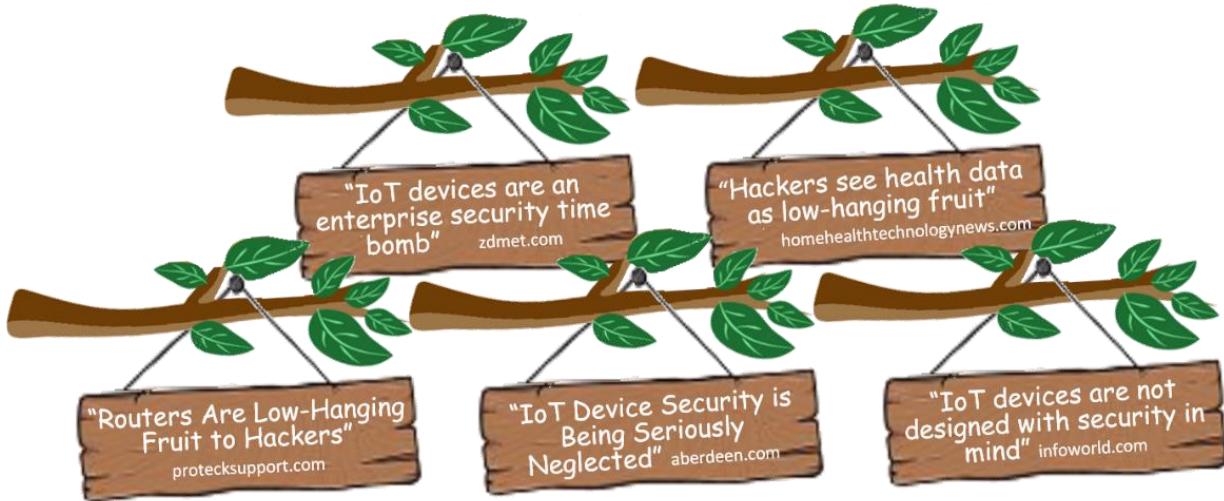 “IoT devices are an
enterprise security time
bomb” zdmet.com
“Hackers see health data
as low-hanging fruit”
homehealthtechnologynews.com
“Routers Are Low-Hanging
Fruit to Hackers”
protecksupport.com
“IoT Device Security is
Being Seriously
Neglected” aberdeen.com
“IoT devices are not
designed with security in
mind” infoworld.com